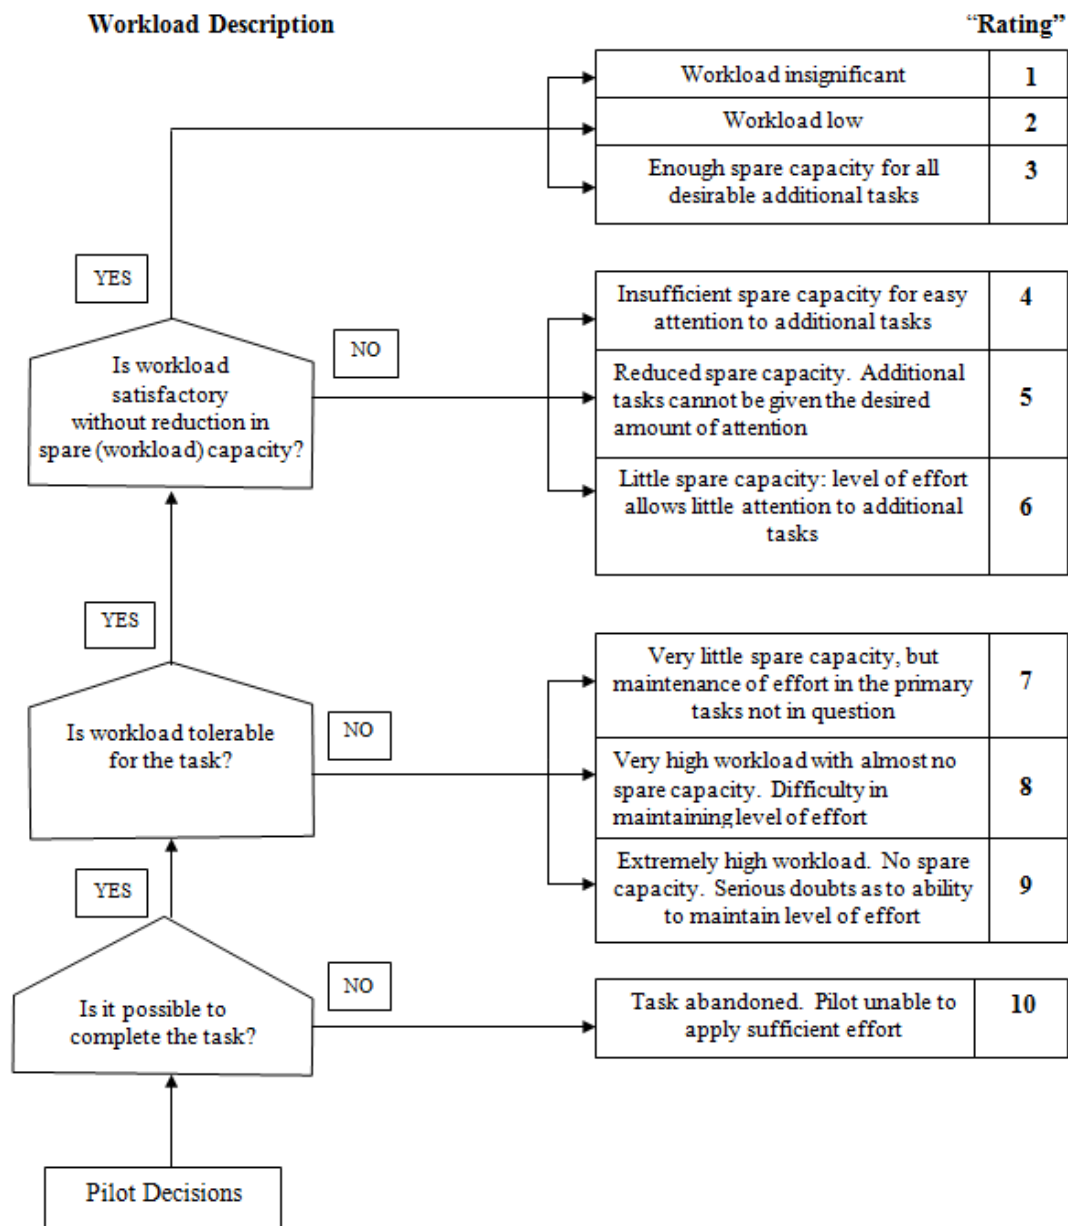 Workload Description
“Rating”
Workload insignificant
1
Workload low
2
Enough spare capacity for all
desirable additional tasks
3
YES
Is workload
satisfactory
without reduction in
spare (workload) capacity?
NO
Insufficient spare capacity for easy
attention to additional tasks
4
Reduced spare capacity. Additional
tasks cannot be given the desired
amount of attention
5
Little spare capacity: level of effort
allows little attention to additional
tasks
6
YES
Is workload tolerable
for the task?
NO
Very little spare capacity, but
maintenance of effort in the primary
tasks not in question
7
Very high workload with almost no
spare capacity. Difficulty in
maintaining level of effort
8
Extremely high workload. No spare
capacity. Serious doubts as to ability
to maintain level of effort
9
YES
Is it possible to
complete the task?
NO
Task abandoned. Pilot unable to
apply sufficient effort
10
Pilot Decisions